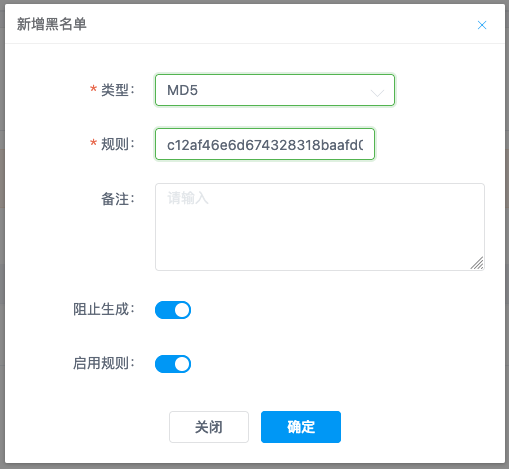 新增黑名单
* 类型： MD5
* 规则： c12af46e6d674328318baafd0
备注： 请输入
阻止生成：
启用规则：
关闭 确定